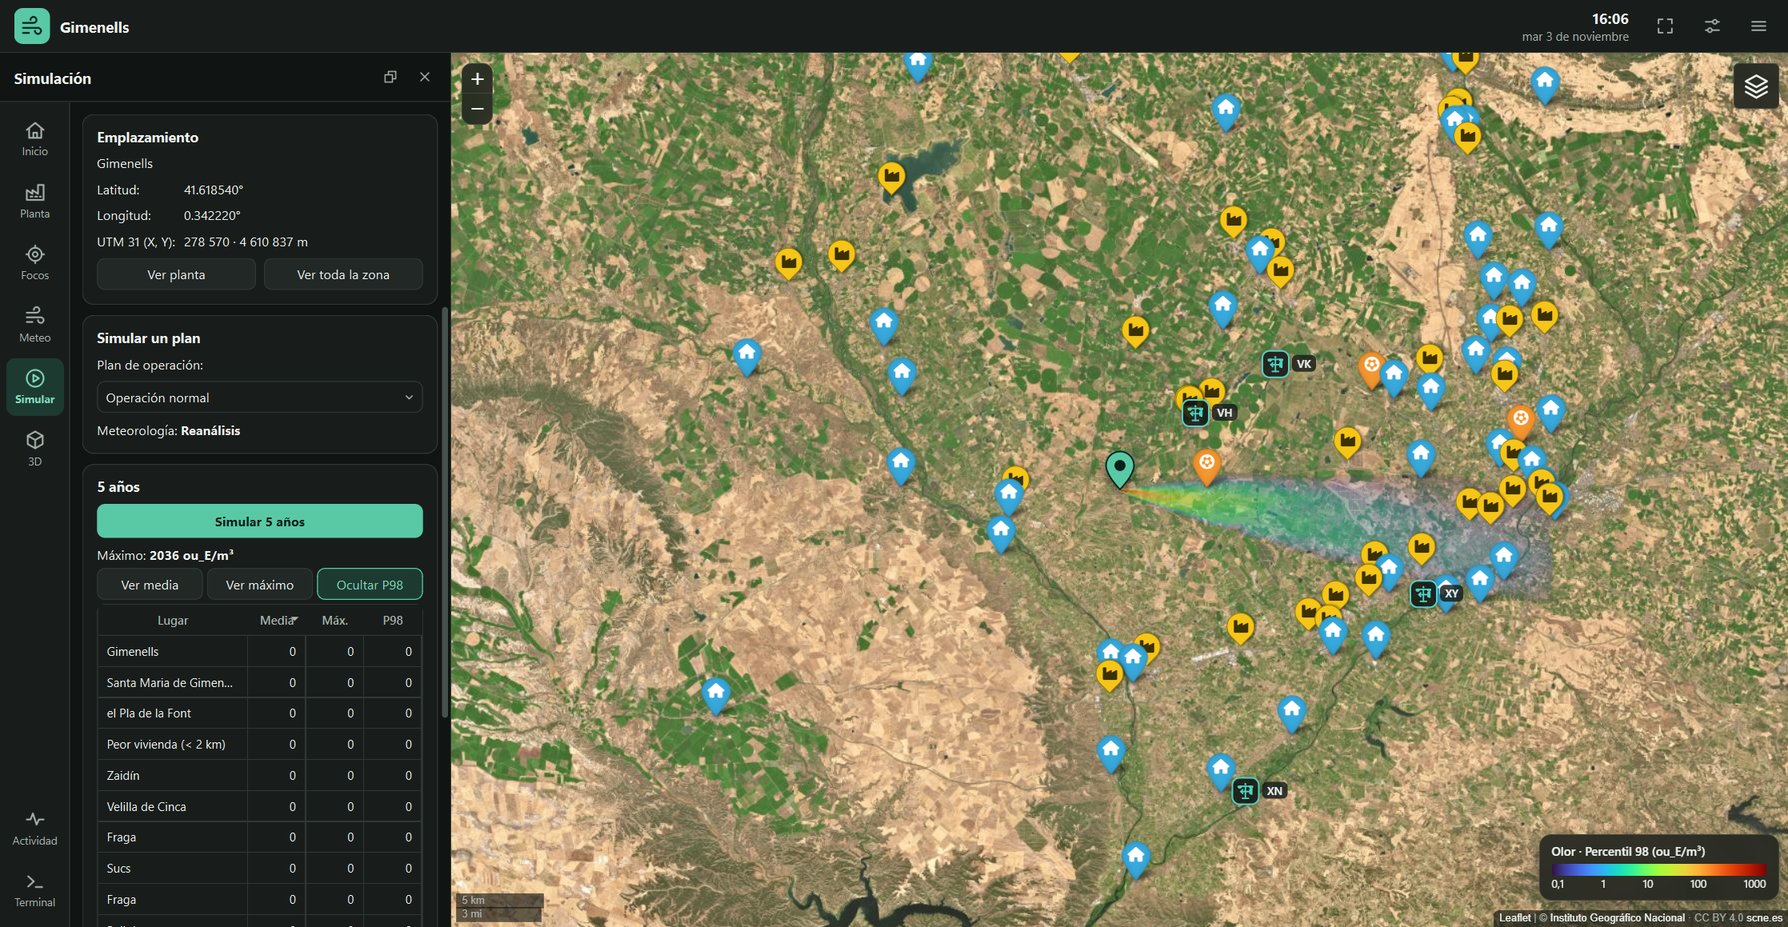 Gimenells
16:06
mar 3 de noviembre
Simulación
Inicio
Planta
Focos
Meteo
Simular
3D
Actividad
Terminal
Emplazamiento
Gimenells
Latitud: 41.618540°
Longitud: 0.342220°
UTM 31 (X, Y): 278 570 · 4 610 837 m
Ver planta
Ver toda la zona
Simular un plan
Plan de operación:
Operación normal
Meteorología: Reanálisis
5 años
Simular 5 años
Máximo: 2036 ou_E/m³
Ver media
Ver máximo
Ocultar P98
Lugar Media Máx. P98
Gimenells 0 0 0
Santa Maria de Gimen... 0 0 0
el Pla de la Font 0 0 0
Peor vivienda (< 2 km) 0 0 0
Zaidín 0 0 0
Velilla de Cinca 0 0 0
Fraga 0 0 0
Sucs 0 0 0
Fraga 0 0 0
+
−
VK
VH
XY
XN
5 km
3 mi
Olor · Percentil 98 (ou_E/m³)
0,1 1 10 100 1000
Leaflet | © Instituto Geográfico Nacional · CC BY 4.0 scne.es